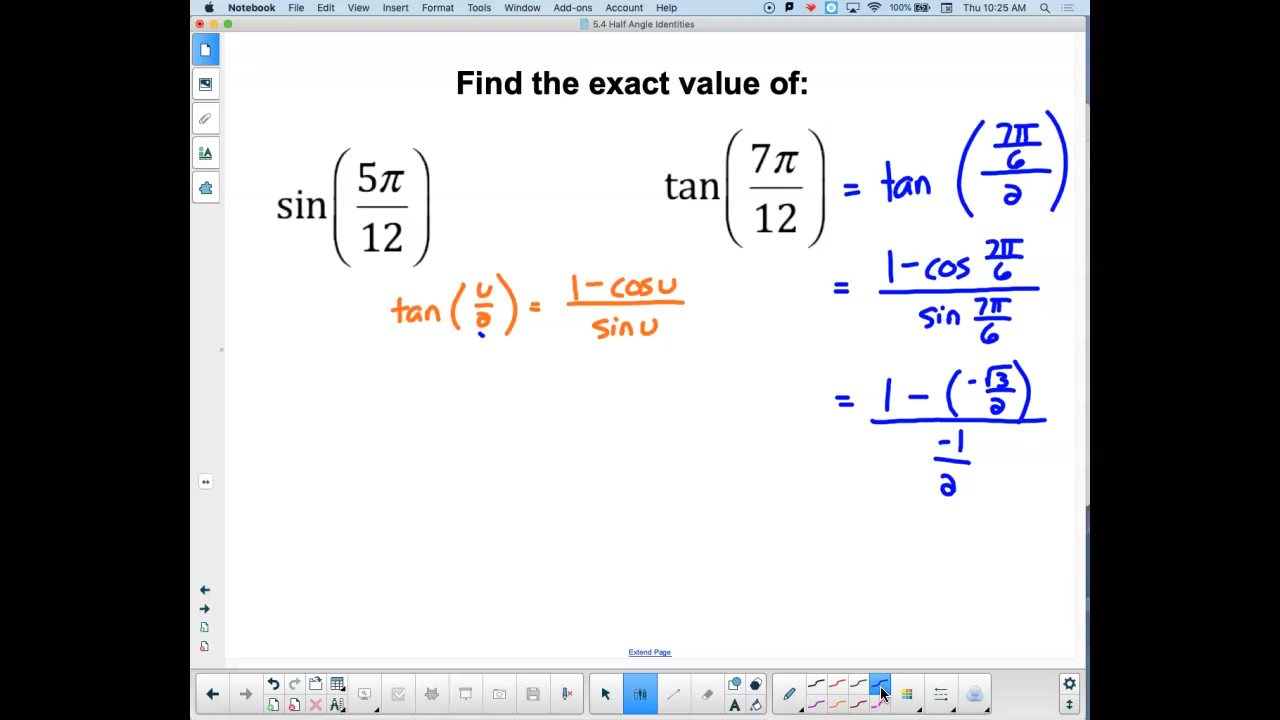 Notebook File Edit View Insert Format Tools Window Add-ons Account Help 100% Thu 10:25 AM
5.4 Half Angle Identities
Find the exact value of:
sin(5π/12)
tan(7π/12) = tan((7π/6)/2)
tan(u/2) = (1 - cos u)/(sin u)
= (1 - cos 7π/6)/(sin 7π/6)
= (1 - (-√3/2))/(-1/2)
Extend Page